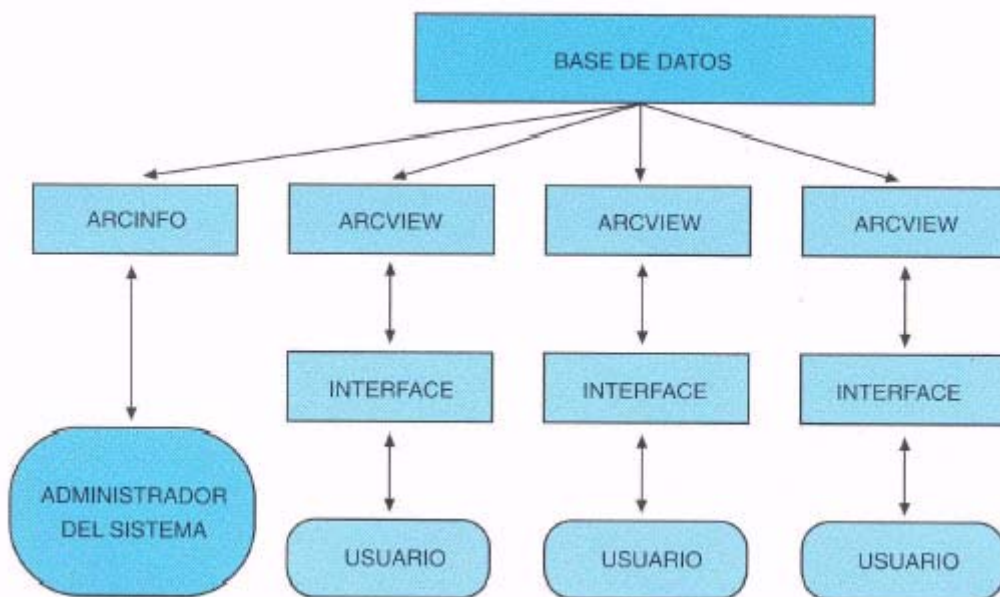 BASE DE DATOS
ARCINFO
ARCVIEW
ARCVIEW
ARCVIEW
INTERFACE
INTERFACE
INTERFACE
ADMINISTRADOR
DEL SISTEMA
USUARIO
USUARIO
USUARIO